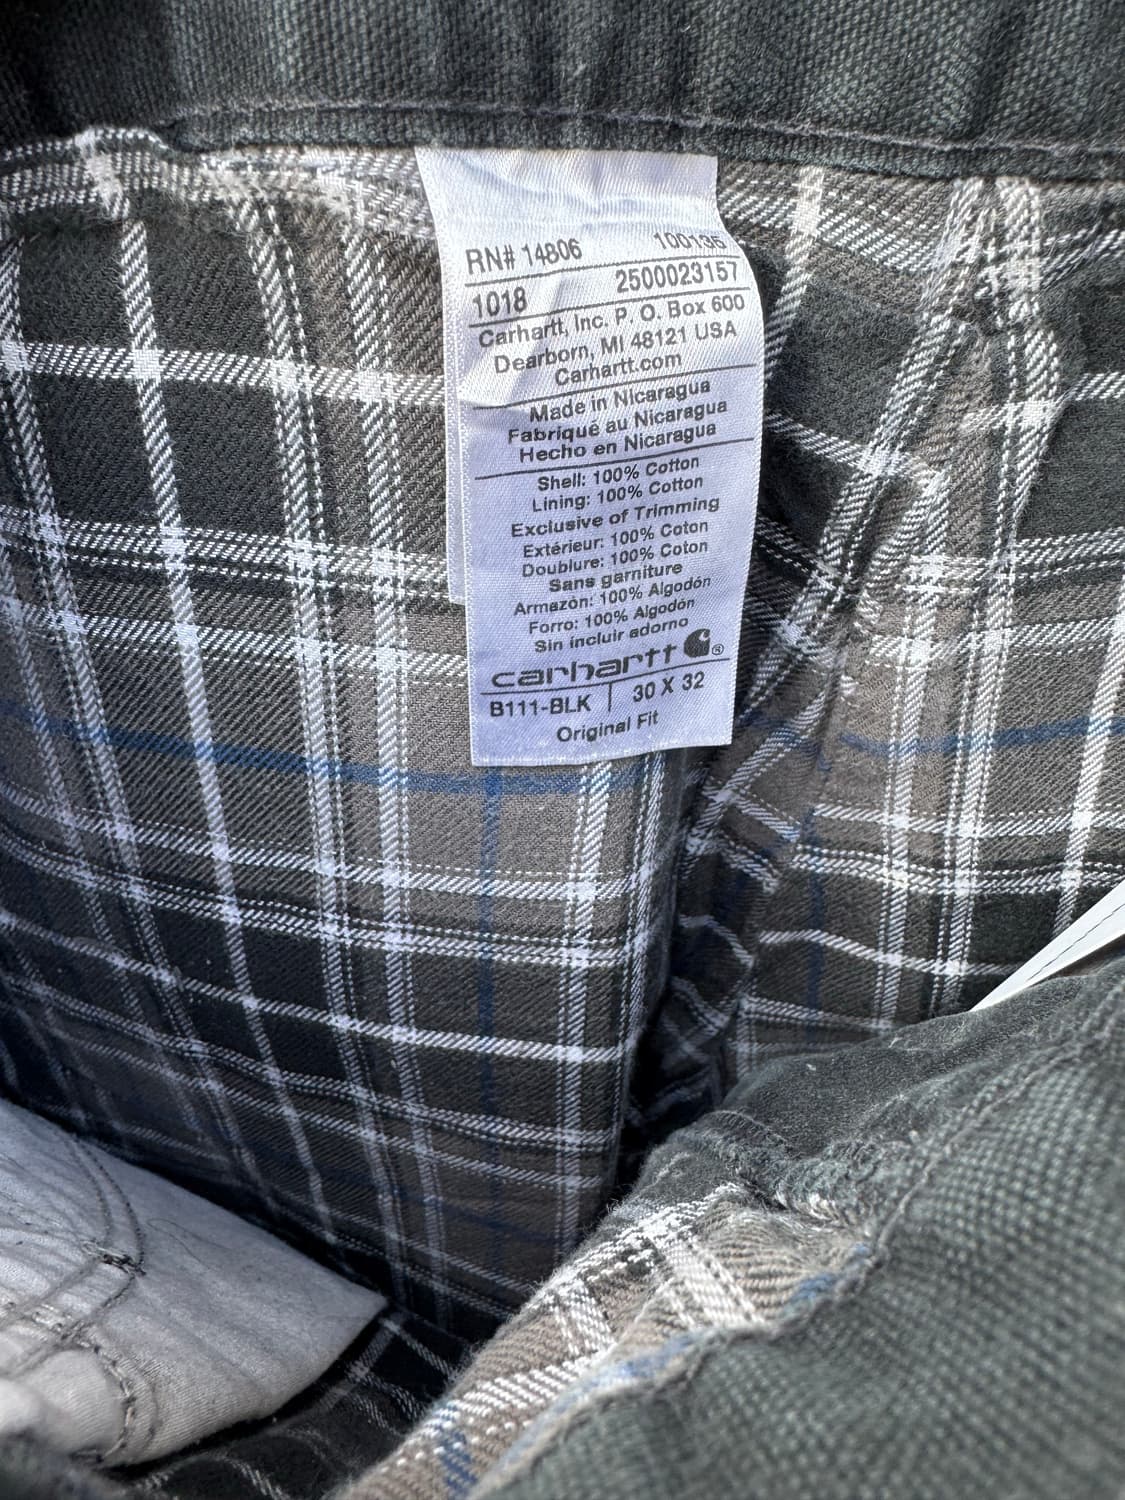 RN# 14806 100135
1018 2500023157
Carhartt, Inc. P. O. Box 600
Dearborn, MI 48121 USA
Carhartt.com
Made in Nicaragua
Fabriqué au Nicaragua
Hecho en Nicaragua
Shell: 100% Cotton
Lining: 100% Cotton
Exclusive of Trimming
Extérieur: 100% Coton
Doublure: 100% Coton
Sans garniture
Armazón: 100% Algodón
Forro: 100% Algodón
Sin incluir adorno
carhartt ®
B111-BLK | 30 X 32
Original Fit